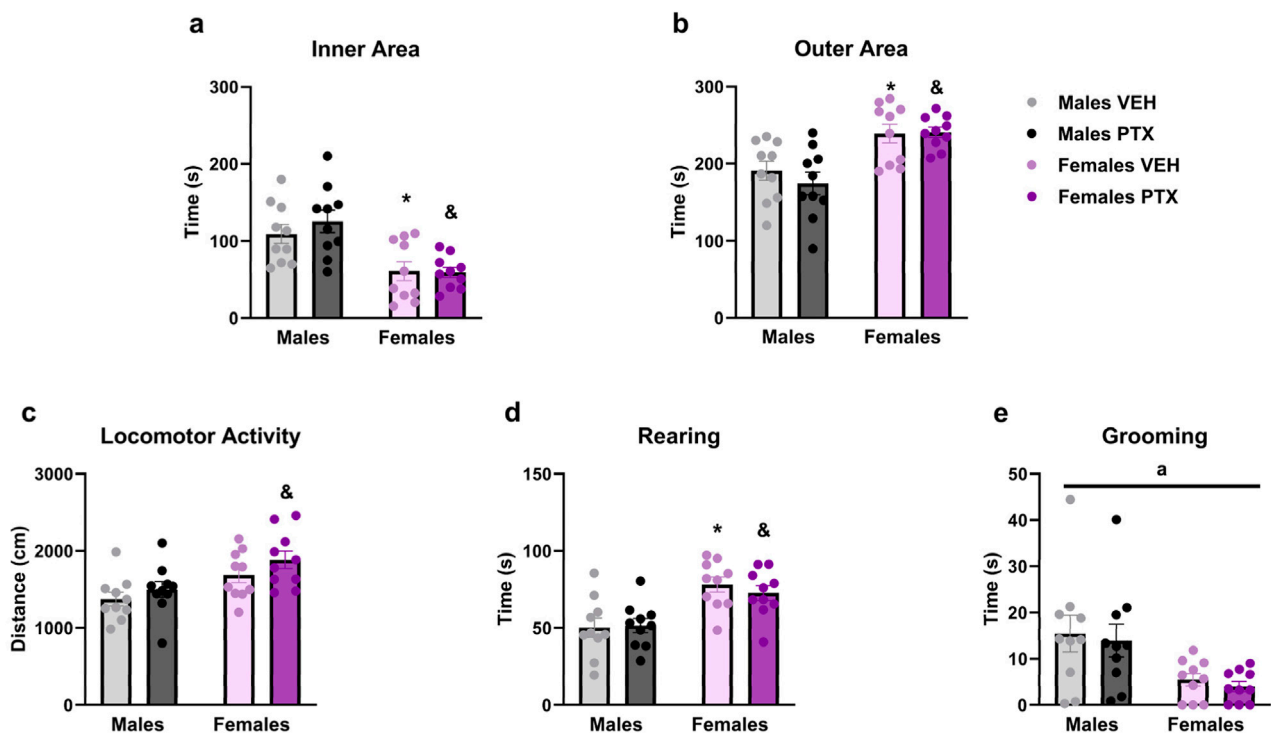 a
Inner Area
Time (s)
300
200
100
0
*
&
Males
Females
b
Outer Area
Time (s)
300
200
100
0
*
&
Males
Females
Males VEH
Males PTX
Females VEH
Females PTX
c
Locomotor Activity
Distance (cm)
3000
2000
1000
0
&
Males
Females
d
Rearing
Time (s)
150
100
50
0
*
&
Males
Females
e
Grooming
Time (s)
50
40
30
20
10
0
a
Males
Females